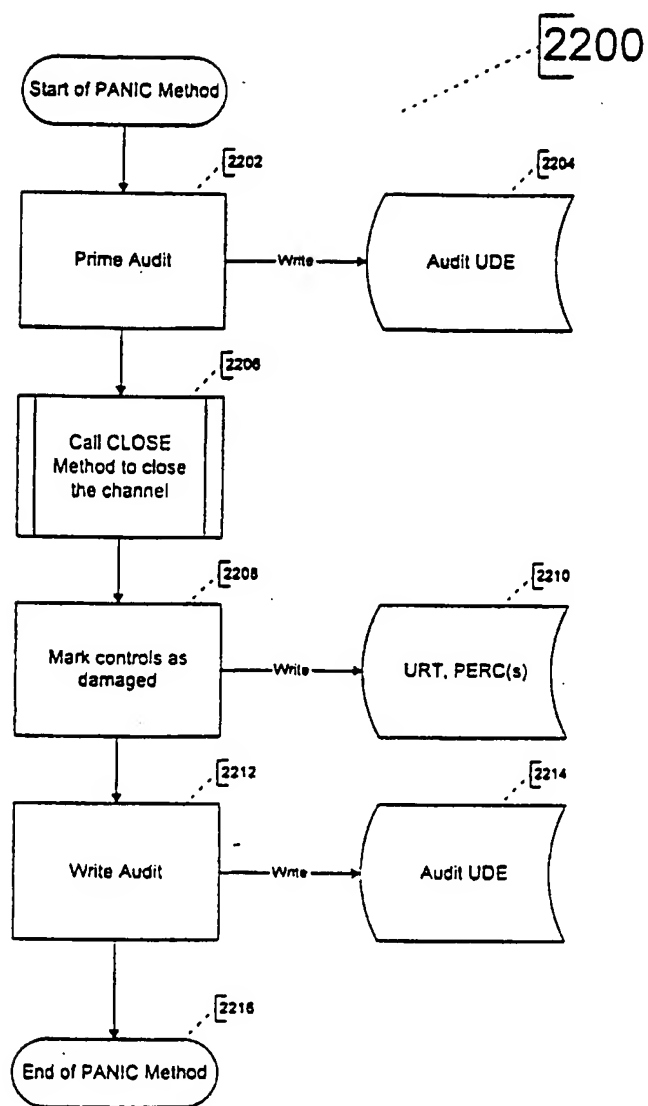 2200
Start of PANIC Method
2202
2204
Prime Audit
Write
Audit UDE
2206
Call CLOSE
Method to close
the channel
2208
2210
Mark controls as
damaged
Write
URT, PERC(s)
2212
2214
Write Audit
Write
Audit UDE
2216
End of PANIC Method